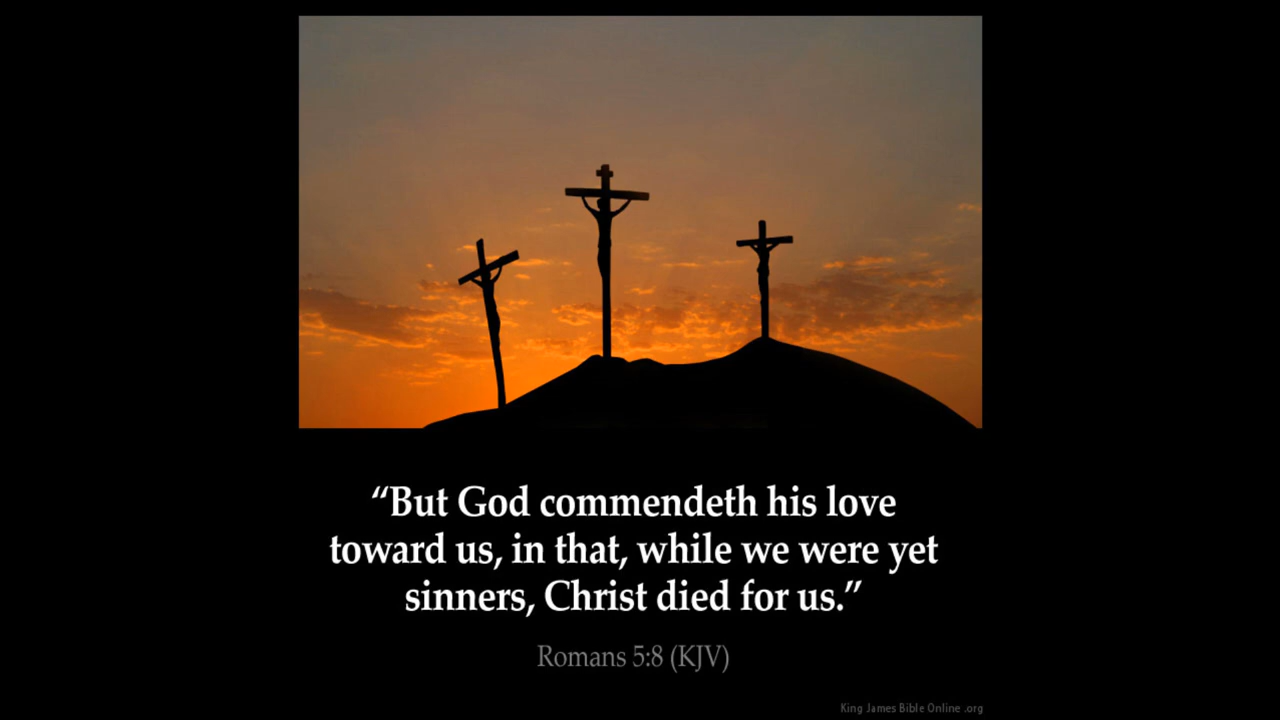 “But God commendeth his love
toward us, in that, while we were yet
sinners, Christ died for us.”
Romans 5:8 (KJV)
King James Bible Online .org